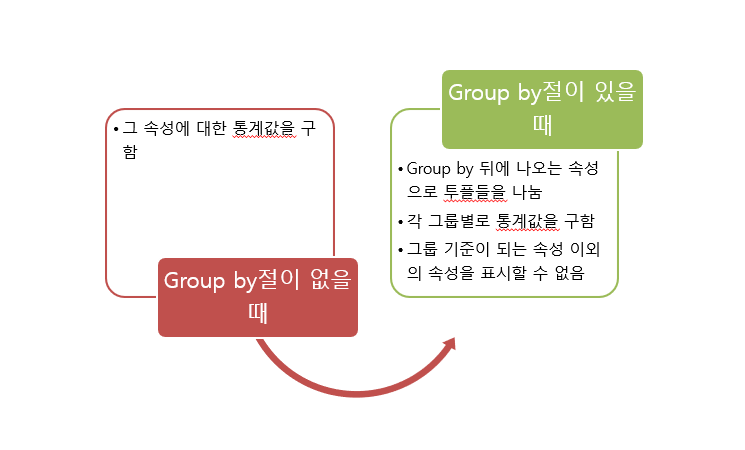 • 그 속성에 대한 통계값을 구
함
Group by절이 없을
때
Group by절이 있을
때
• Group by 뒤에 나오는 속성
으로 투플들을 나눔
• 각 그룹별로 통계값을 구함
• 그룹 기준이 되는 속성 이외
의 속성을 표시할 수 없음